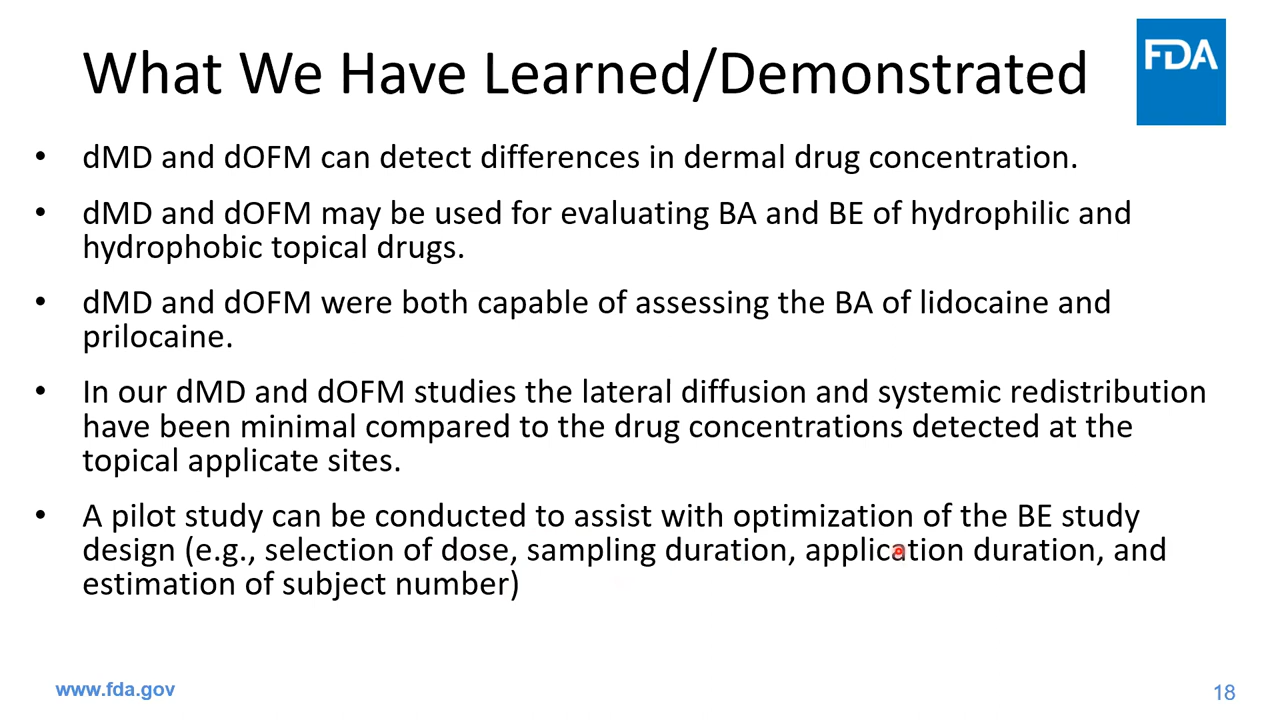 What We Have Learned/Demonstrated
FDA
• dMD and dOFM can detect differences in dermal drug concentration.
• dMD and dOFM may be used for evaluating BA and BE of hydrophilic and
hydrophobic topical drugs.
• dMD and dOFM were both capable of assessing the BA of lidocaine and
prilocaine.
• In our dMD and dOFM studies the lateral diffusion and systemic redistribution
have been minimal compared to the drug concentrations detected at the
topical applicate sites.
• A pilot study can be conducted to assist with optimization of the BE study
design (e.g., selection of dose, sampling duration, application duration, and
estimation of subject number)
www.fda.gov
18